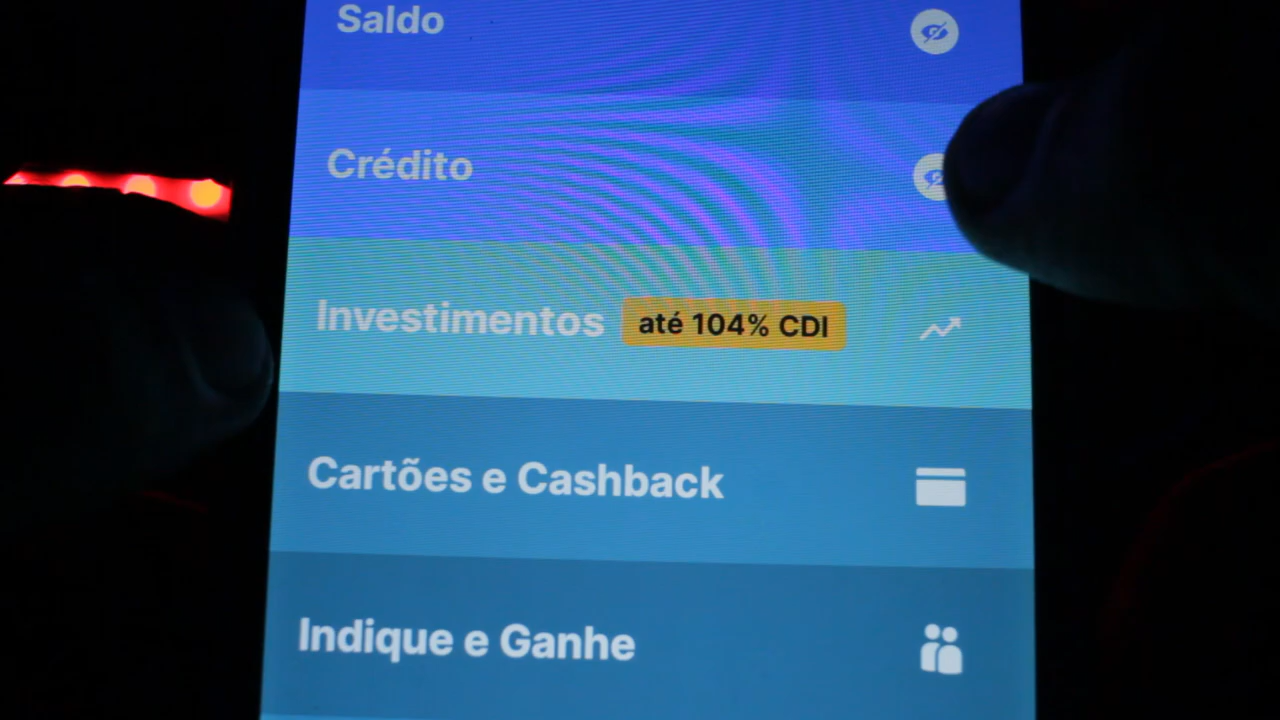 Saldo
Crédito
Investimentos até 104% CDI
Cartões e Cashback
Indique e Ganhe